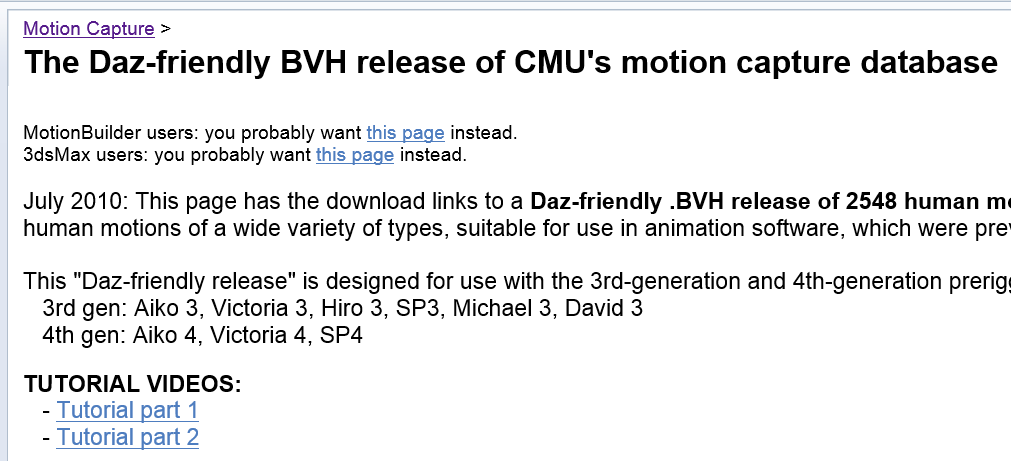 Motion Capture >
The Daz-friendly BVH release of CMU's motion capture database
MotionBuilder users: you probably want this page instead.
3dsMax users: you probably want this page instead.
July 2010: This page has the download links to a Daz-friendly .BVH release of 2548 human
human motions of a wide variety of types, suitable for use in animation software, which were
This "Daz-friendly release" is designed for use with the 3rd-generation and 4th-generation
3rd gen: Aiko 3, Victoria 3, Hiro 3, SP3, Michael 3, David 3
4th gen: Aiko 4, Victoria 4, SP4
TUTORIAL VIDEOS:
- Tutorial part 1
- Tutorial part 2